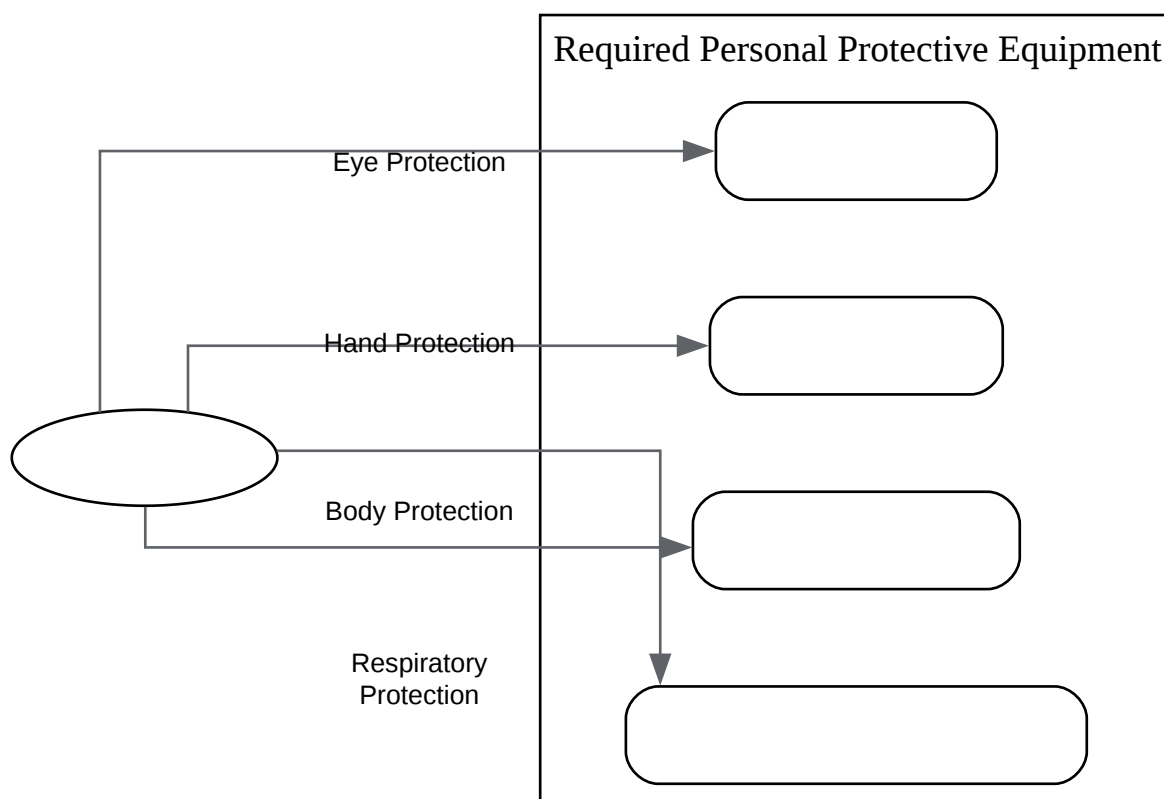 Required Personal Protective Equipment
Eye Protection
Hand Protection
Body Protection
Respiratory
Protection